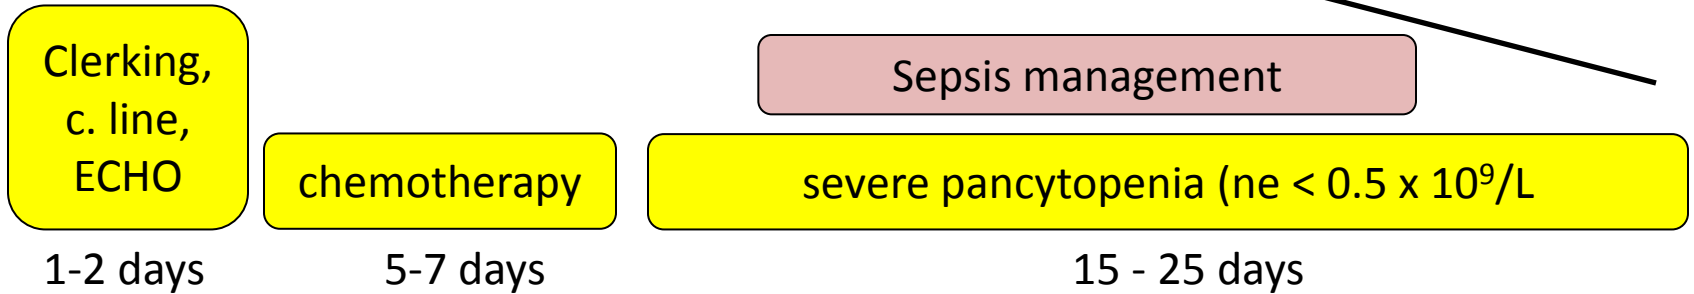 Clerking,
c. line,
ECHO
Sepsis management
chemotherapy
severe pancytopenia (ne < 0.5 x 10⁹/L
1-2 days
5-7 days
15 - 25 days